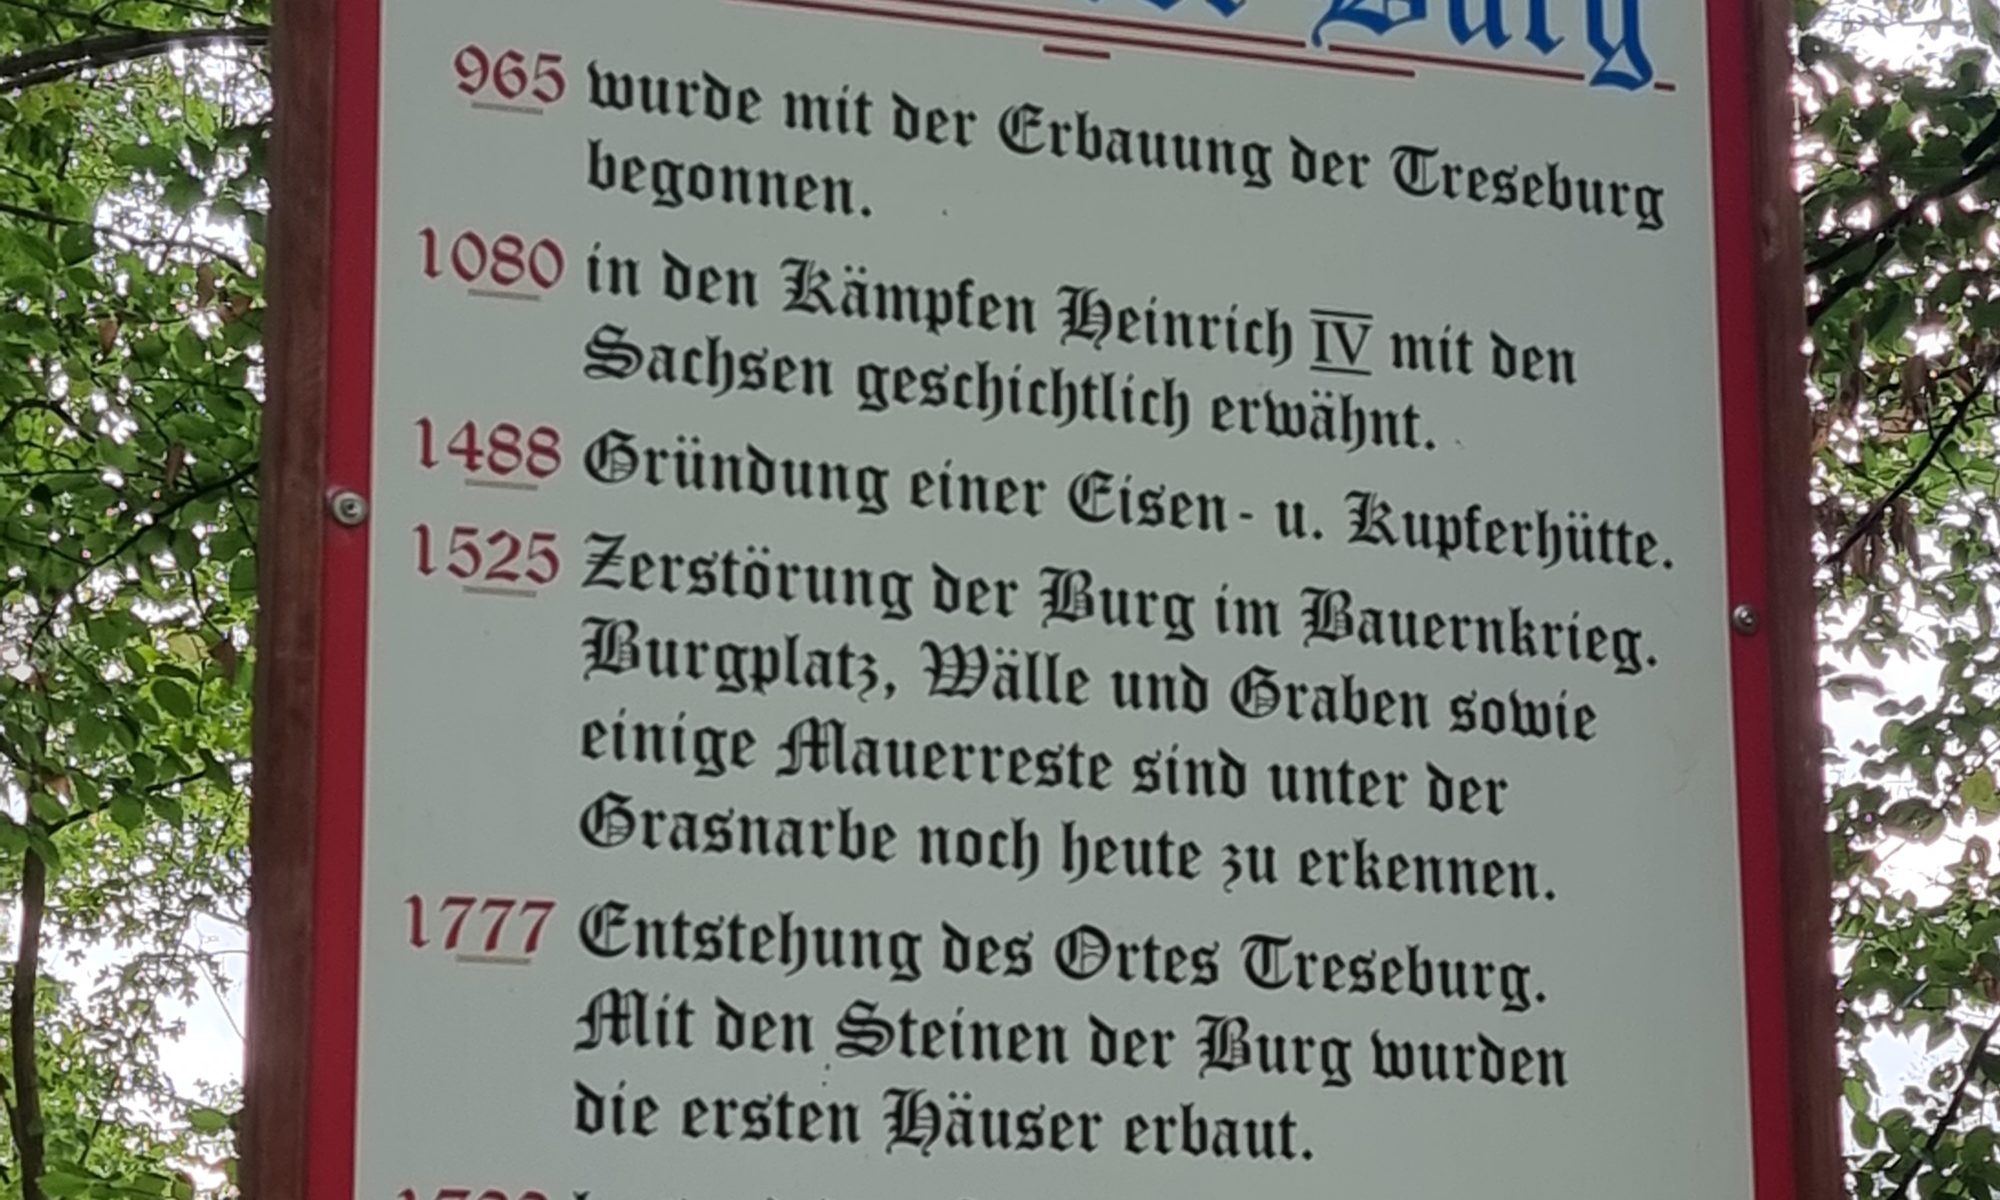 Burg
965 wurde mit der Erbauung der Treseburg
begonnen.
1080 in den Kämpfen Heinrich IV mit den
Sachsen geschichtlich erwähnt.
1488 Gründung einer Eisen- u. Kupferhütte.
1525 Zerstörung der Burg im Bauernkrieg.
Burgplatz, Wälle und Graben sowie
einige Mauerreste sind unter der
Grasnarbe noch heute zu erkennen.
1777 Entstehung des Ortes Treseburg.
Mit den Steinen der Burg wurden
die ersten Häuser erbaut.